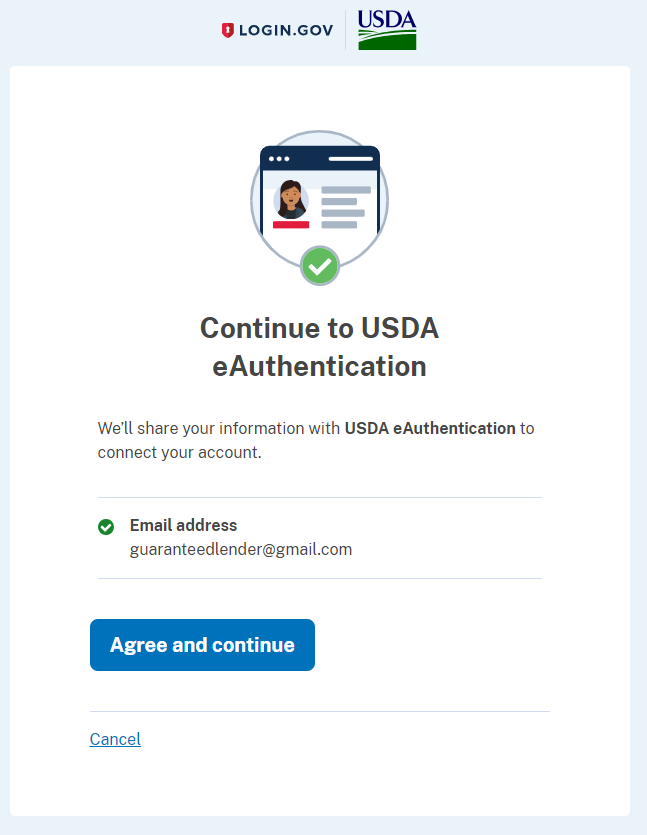 LOGIN.GOV
USDA
Continue to USDA
eAuthentication
We’ll share your information with USDA eAuthentication to
connect your account.
Email address
guaranteedlender@gmail.com
Agree and continue
Cancel